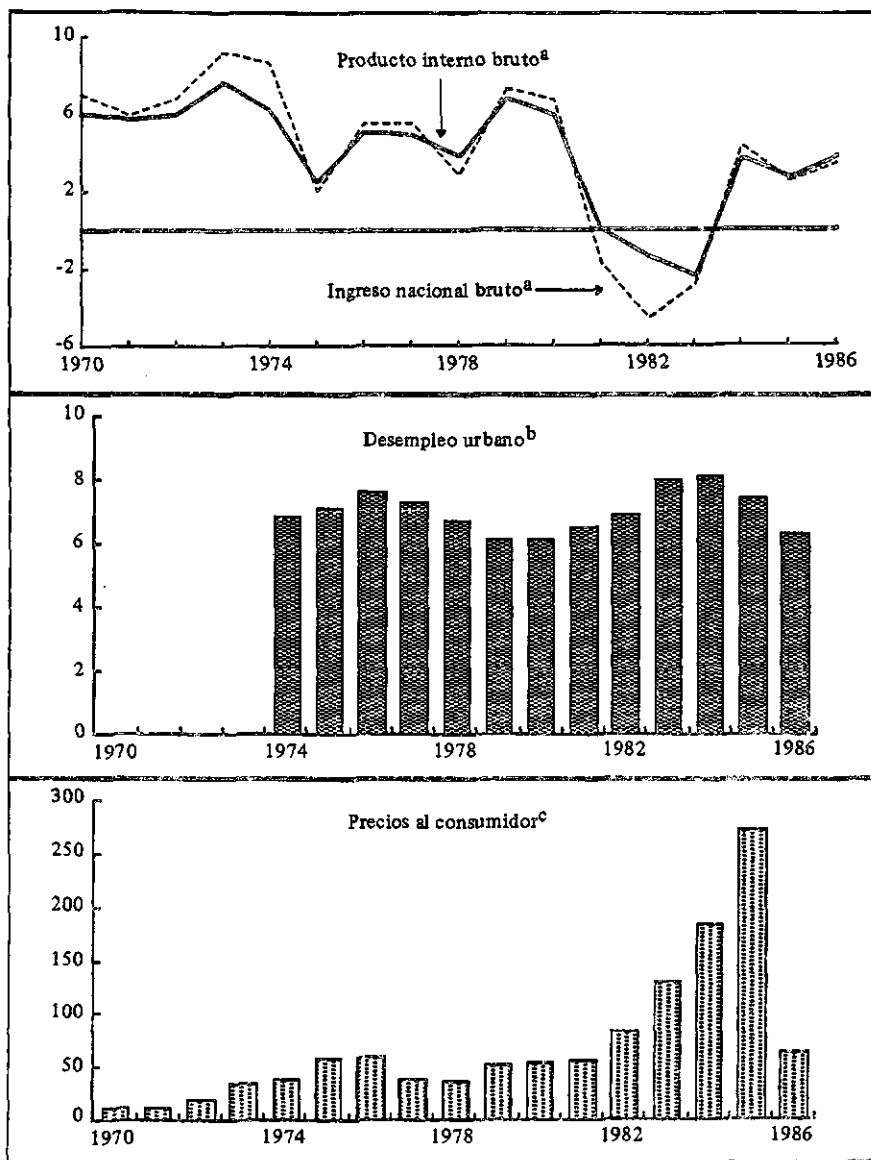 10
Producto interno bruto^a
6
2
-2
Ingreso nacional bruto^a
-6
1970 1974 1978 1982 1986
10
Desempleo urbano^b
8
6
4
2
0
1970 1974 1978 1982 1986
300
Precios al consumidor^c
250
200
150
100
50
0
1970 1974 1978 1982 1986